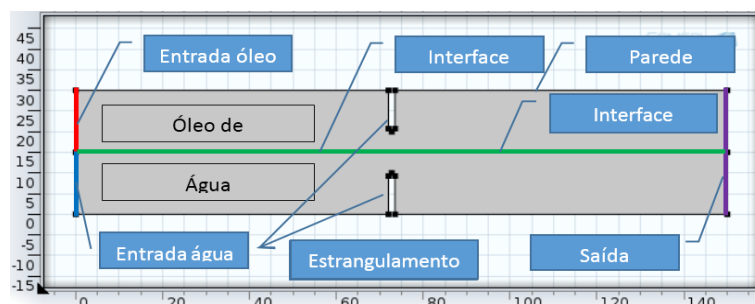 45
40
35
30
25
20
15
10
5
0
-5
-10
-15
Entrada óleo
Interface
Parede
Óleo de
Interface
Água
Entrada água
Estrangulamento
Saída
0
20
40
60
80
100
120
140